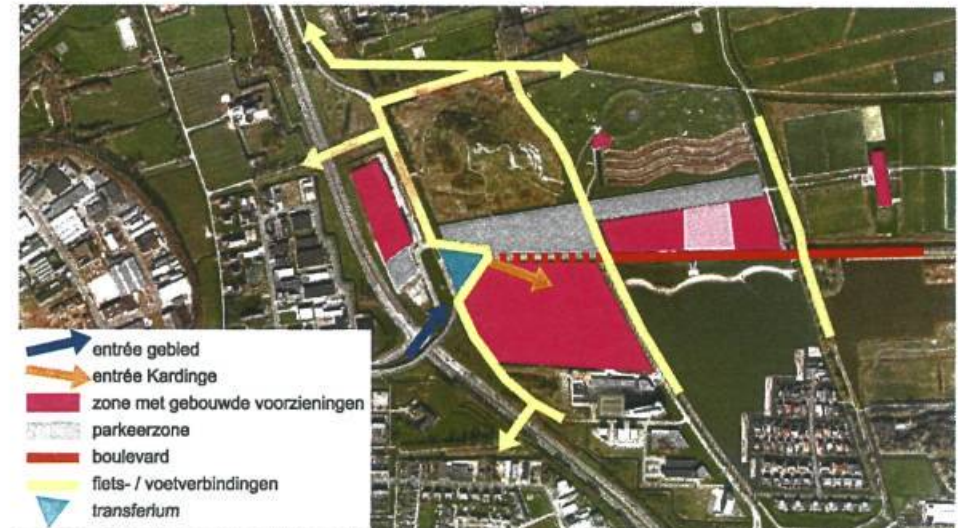 entrée gebied
entrée Kardinge
zone met gebouwde voorzieningen
parkeerzone
boulevard
fiets- / voetverbindingen
transferium